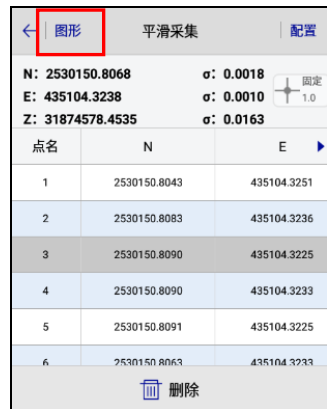 图形 平滑采集 配置
N: 2530150.8068 σ: 0.0018 固定
E: 435104.3238 σ: 0.0010 1.0
Z: 31874578.4535 σ: 0.0163
点名 N E
1 2530150.8043 435104.3251
2 2530150.8083 435104.3236
3 2530150.8090 435104.3225
4 2530150.8090 435104.3233
5 2530150.8091 435104.3225
6 2530150.8063 435104.3233
删除